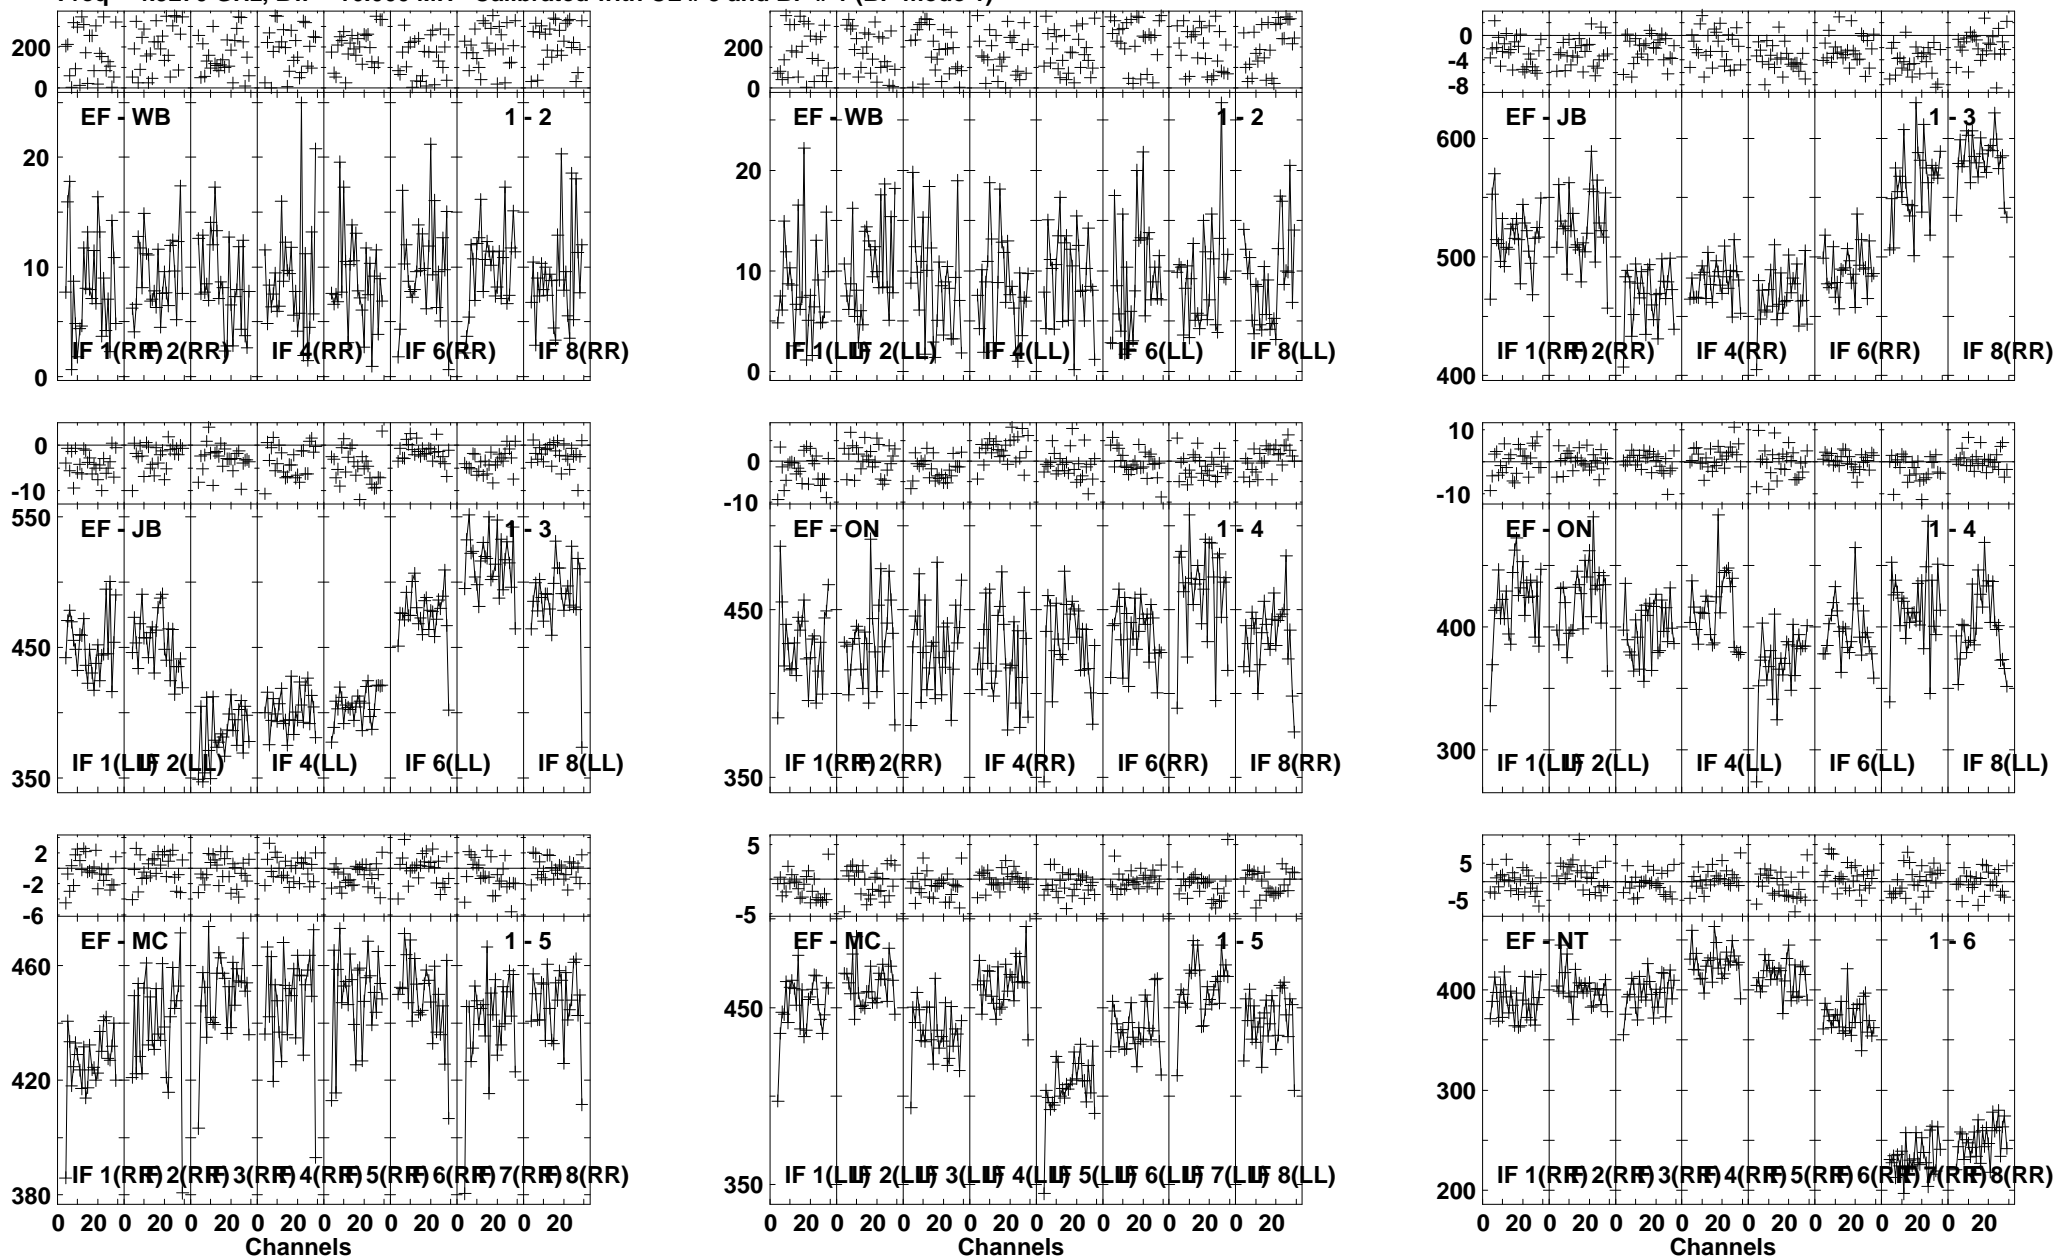 200
0
EF - WB
1 - 2
20
10
0
IF 1(RR)
IF 2(RR)
IF 4(RR)
IF 6(RR)
IF 8(RR)
200
0
EF - WB
1 - 2
20
10
0
IF 1(LL)
IF 2(LL)
IF 4(LL)
IF 6(LL)
IF 8(LL)
0
-4
-8
EF - JB
1 - 3
600
500
400
IF 1(RR)
IF 2(RR)
IF 4(RR)
IF 6(RR)
IF 8(RR)
0
-10
550
EF - JB
1 - 3
450
350
IF 1(LL)
IF 2(LL)
IF 4(LL)
IF 6(LL)
IF 8(LL)
0
-10
EF - ON
1 - 4
450
350
IF 1(RR)
IF 2(RR)
IF 4(RR)
IF 6(RR)
IF 8(RR)
10
0
-10
EF - ON
1 - 4
400
300
IF 1(LL)
IF 2(LL)
IF 4(LL)
IF 6(LL)
IF 8(LL)
2
-2
-6
EF - MC
1 - 5
460
420
380
IF 1(RR)
IF 2(RR)
IF 3(RR)
IF 4(RR)
IF 5(RR)
IF 6(RR)
IF 7(RR)
IF 8(RR)
0 20 0 20 0 20 0 20 0 20 0 20 0 20 0 20
Channels
5
-5
EF - MC
1 - 5
450
350
IF 1(LL)
IF 2(LL)
IF 3(LL)
IF 4(LL)
IF 5(LL)
IF 6(LL)
IF 7(LL)
IF 8(LL)
0 20 0 20 0 20 0 20 0 20 0 20 0 20 0 20
Channels
5
-5
EF - NT
1 - 6
400
300
200
IF 1(RR)
IF 2(RR)
IF 3(RR)
IF 4(RR)
IF 5(RR)
IF 6(RR)
IF 7(RR)
IF 8(RR)
0 20 0 20 0 20 0 20 0 20 0 20 0 20 0 20
Channels